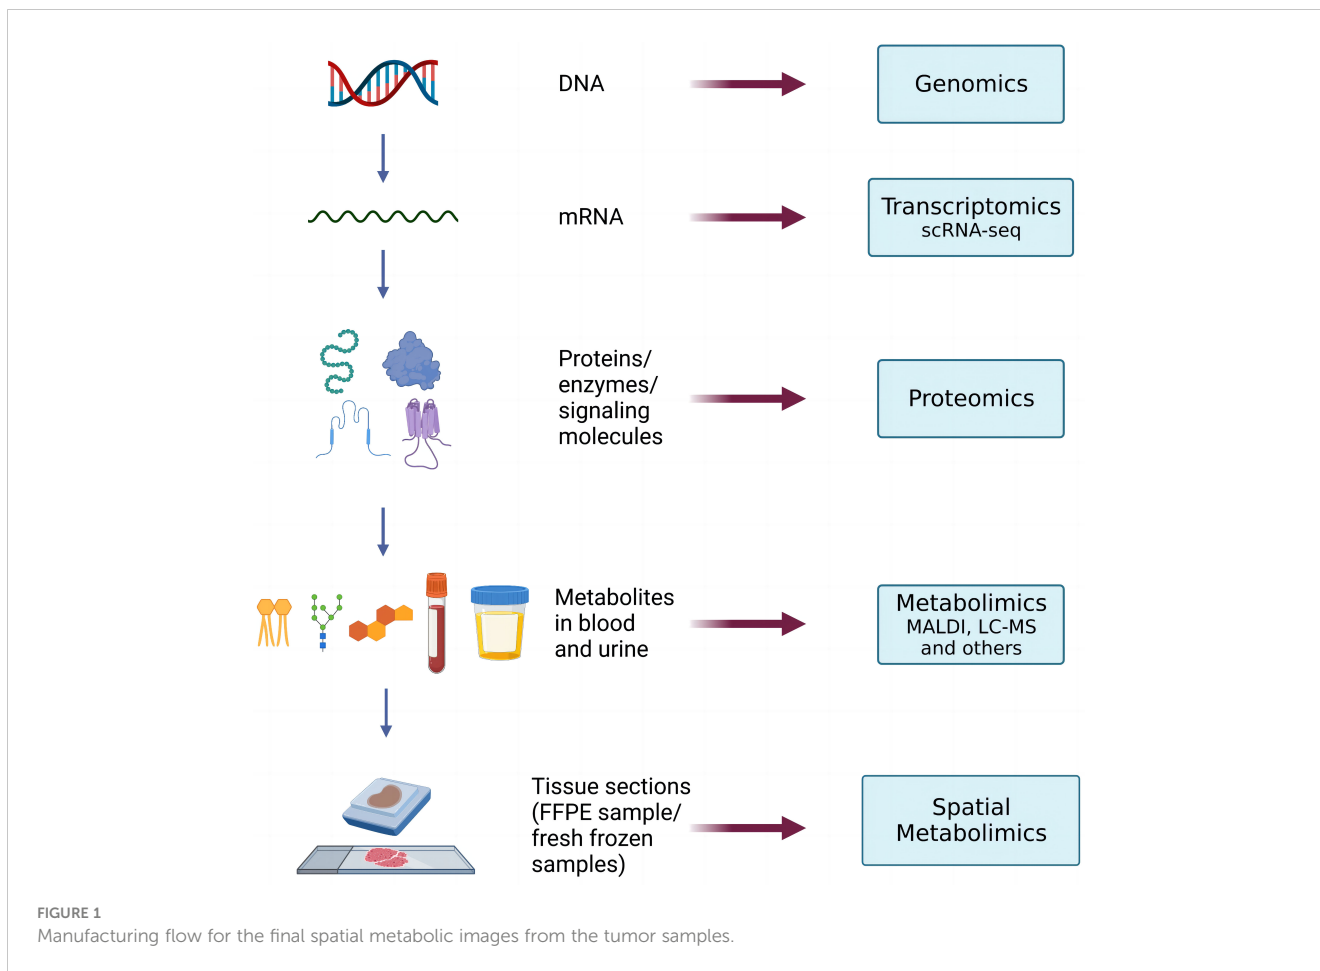 DNA
Genomics
mRNA
Transcriptomics
scRNA-seq
Proteins/
enzymes/
signaling
molecules
Proteomics
Metabolites
in blood
and urine
Metabolimics
MALDI, LC-MS
and others
Tissue sections
(FFPE sample/
fresh frozen
samples)
Spatial
Metabolimics
FIGURE 1
Manufacturing flow for the final spatial metabolic images from the tumor samples.